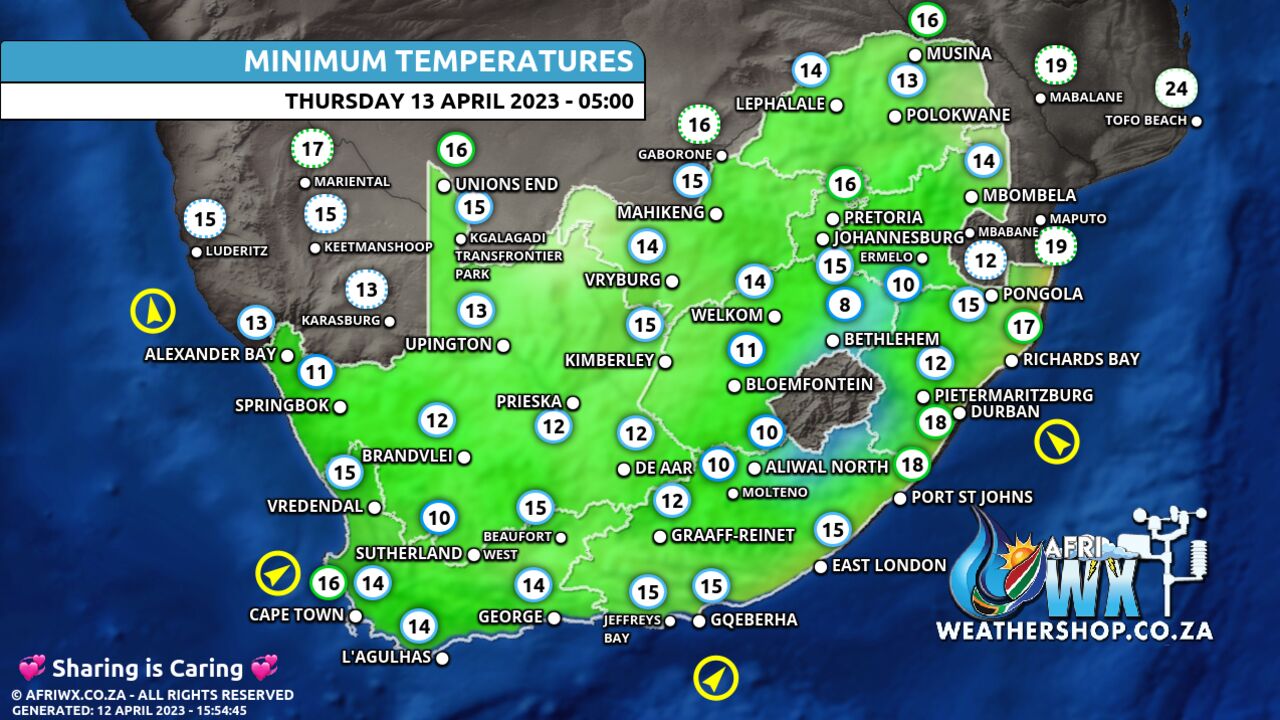 MINIMUM TEMPERATURES
THURSDAY 13 APRIL 2023 - 05:00
16
MUSINA
14
LEPHALALE
13
POLOKWANE
19
MABALANE
24
TOFO BEACH
16
GABORONE
17
MARIENTAL
16
UNIONS END
15
MAHIKENG
16
PRETORIA
14
MBOMBELA
15
LUDERITZ
15
KEETMANSHOOP
15
KGALAGADI
TRANSFRONTIER
PARK
14
VRYBURG
JOHANNESBURG
15
ERMELO
10
MBABANE
12
MAPUTO
19
13
KARASBURG
13
ALEXANDER BAY
13
UPINGTON
15
KIMBERLEY
14
WELKOM
8
BETHLEHEM
15
PONGOLA
17
RICHARDS BAY
11
SPRINGBOK
11
BLOEMFONTEIN
12
PIETERMARITZBURG
18
DURBAN
12
BRANDVLEI
PRIESKA
12
12
DE AAR
10
ALIWAL NORTH
10
MOLTENO
18
PORT ST JOHNS
15
VREDENDAL
10
SUTHERLAND
15
BEAUFORT
WEST
12
GRAAFF-REINET
15
EAST LONDON
16
14
CAPE TOWN
14
L'AGULHAS
14
GEORGE
15
JEFFREYS
BAY
15
GQEBERHA
AFRI
WX
WEATHERSHOP.CO.ZA
Sharing is Caring
© AFRIWX.CO.ZA - ALL RIGHTS RESERVED
GENERATED: 12 APRIL 2023 - 15:54:45